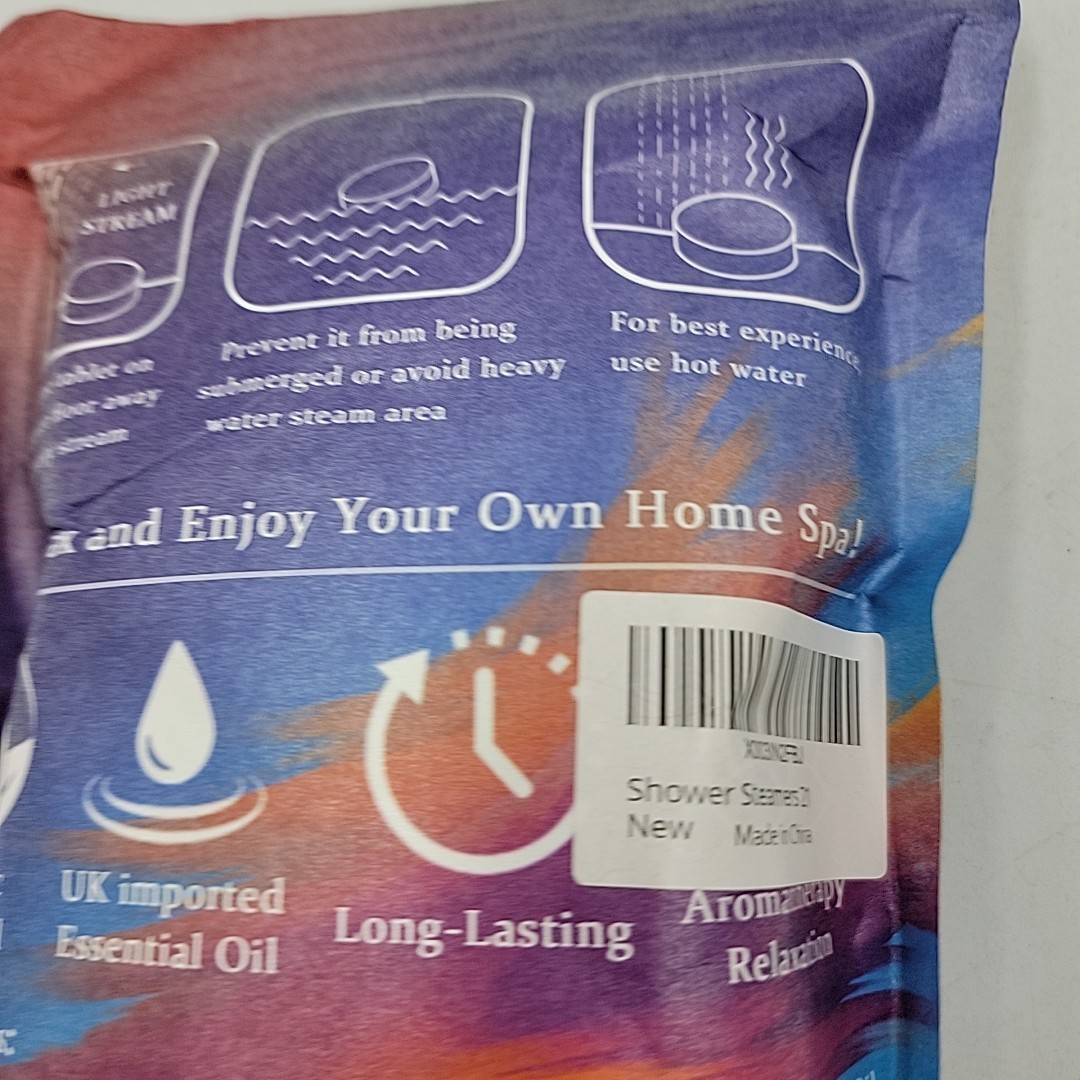 LIGHT
STREAM
tablet on
floor away
stream
Prevent it from being
submerged or avoid heavy
water steam area
For best experience
use hot water
and Enjoy Your Own Home Spa!
Shower Steamers
New Made in China
UK imported
Essential Oil
Long-Lasting
Aromatherapy
Relaxation